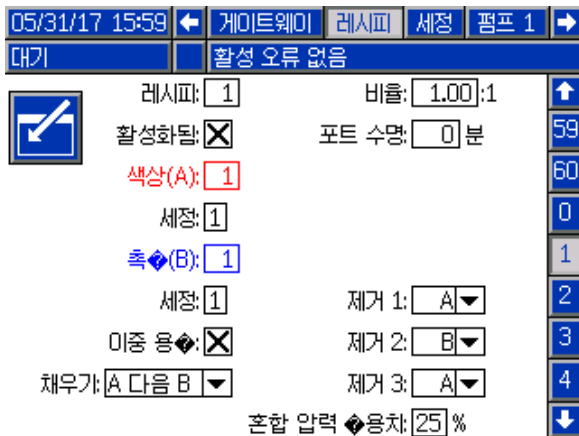 05/31/17 15:59 게이트웨이 레시피 세정 펌프 1
대기 활성 오류 없음
레시피: 1 비율: 1.00 :1
활성화됨: 포트 수명: 0 분 59
색상(A): 1 60
세정: 1 0
촉�(B): 1 1
세정: 1 제거 1: A 2
이중 용�: 제거 2: B 3
채우기: A 다음 B 제거 3: A 4
혼합 압력 �용치: 25 %